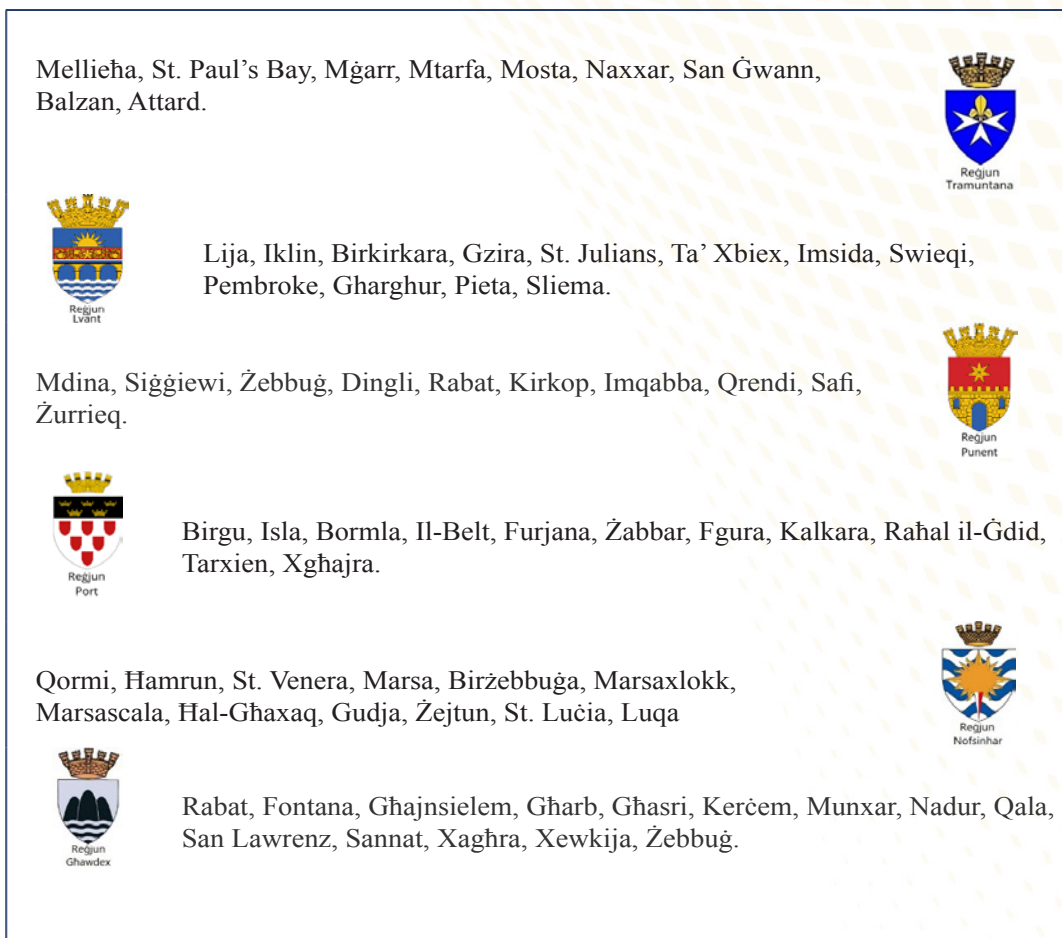 Mellieħa, St. Paul’s Bay, Mġarr, Mtarfa, Mosta, Naxxar, San Ġwann,
Balzan, Attard.
Reġjun
Tramuntana
Reġjun
Lvant
Lija, Iklin, Birkirkara, Gzira, St. Julians, Ta’ Xbiex, Imsida, Swieqi,
Pembroke, Gharghur, Pieta, Sliema.
Mdina, Siġġiewi, Żebbuġ, Dingli, Rabat, Kirkop, Imqabba, Qrendi, Safi,
Żurrieq.
Reġjun
Punent
Reġjun
Port
Birgu, Isla, Bormla, Il-Belt, Furjana, Żabbar, Fgura, Kalkara, Raħal il-Ġdid,
Tarxien, Xgħajra.
Qormi, Ħamrun, St. Venera, Marsa, Birżebbuġa, Marsaxlokk,
Marsascala, Ħal-Għaxaq, Gudja, Żejtun, St. Luċia, Luqa
Reġjun
Nofsinhar
Reġjun
Għawdex
Rabat, Fontana, Għajnsielem, Għarb, Għasri, Kerċem, Munxar, Nadur, Qala,
San Lawrenz, Sannat, Xagħra, Xewkija, Żebbuġ.